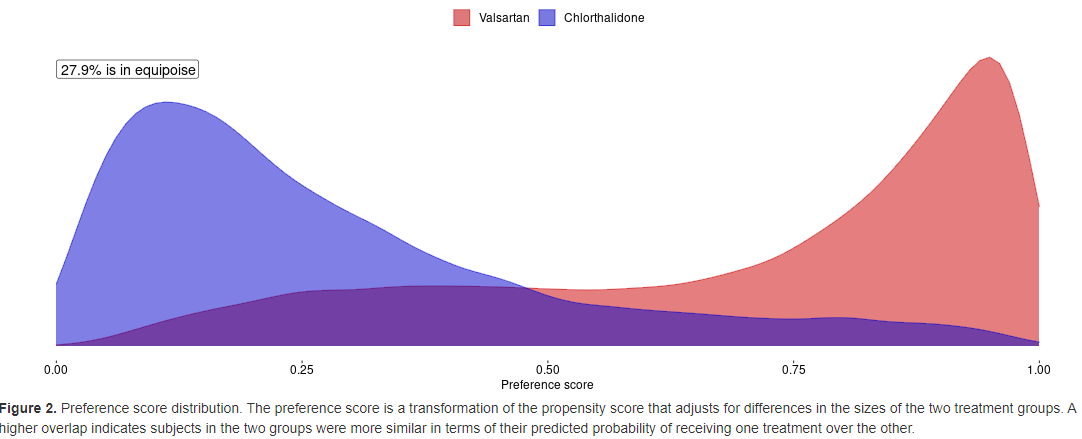 Valsartan Chlorthalidone
27.9% is in equipoise
0.00 0.25 0.50 0.75 1.00
Preference score
Figure 2. Preference score distribution. The preference score is a transformation of the propensity score that adjusts for differences in the sizes of the two treatment groups. A
higher overlap indicates subjects in the two groups were more similar in terms of their predicted probability of receiving one treatment over the other.